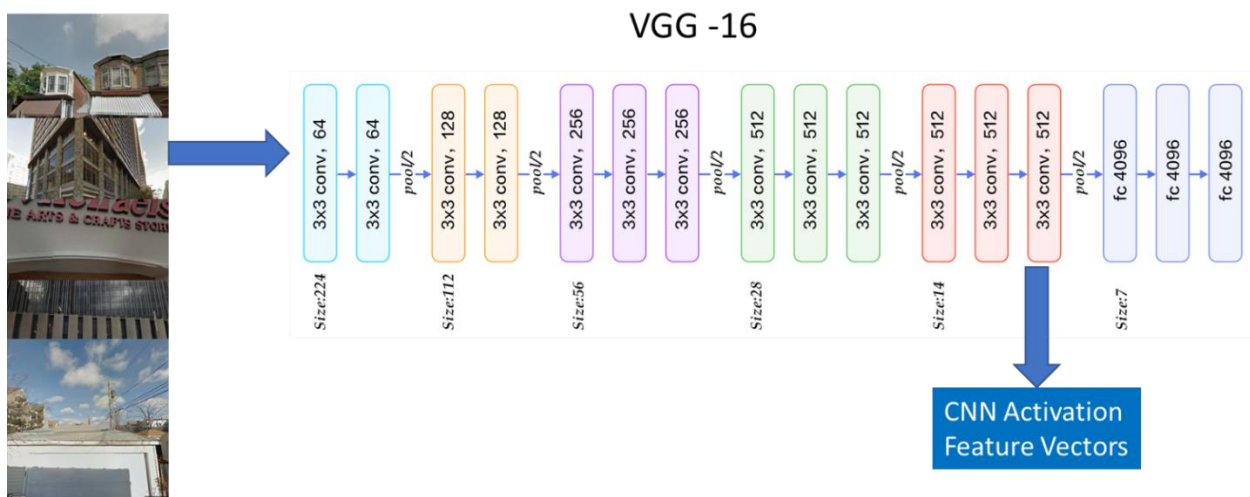 VGG -16
3x3 conv, 64
3x3 conv, 64
pool/2
3x3 conv, 128
3x3 conv, 128
pool/2
3x3 conv, 256
3x3 conv, 256
3x3 conv, 256
pool/2
3x3 conv, 512
3x3 conv, 512
3x3 conv, 512
pool/2
3x3 conv, 512
3x3 conv, 512
3x3 conv, 512
pool/2
fc 4096
fc 4096
fc 4096
Size:224
Size:112
Size:56
Size:28
Size:14
Size:7
ARTS & CRAFTS
CNN Activation
Feature Vectors